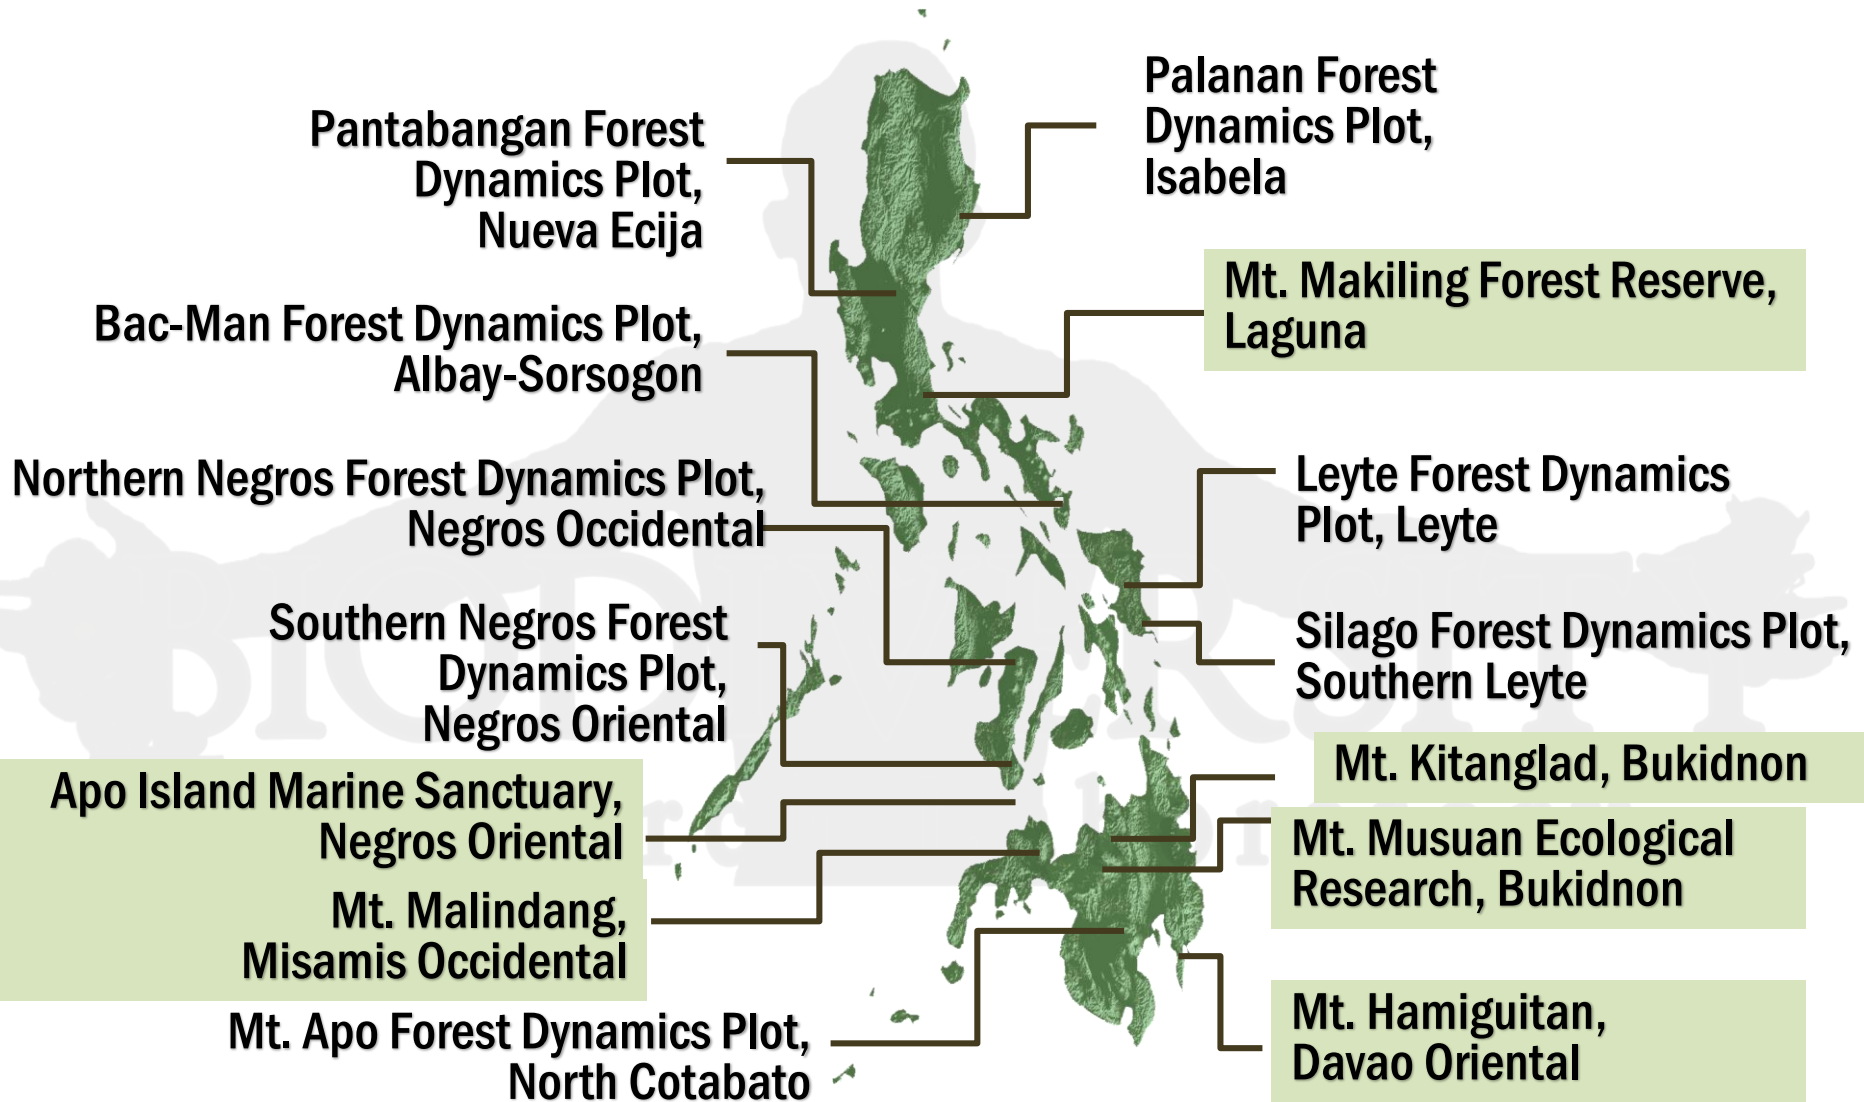 Palanan Forest
Dynamics Plot,
Isabela
Pantabangan Forest
Dynamics Plot,
Nueva Ecija
Mt. Makiling Forest Reserve,
Laguna
Bac-Man Forest Dynamics Plot,
Albay-Sorsogon
Northern Negros Forest Dynamics Plot,
Negros Occidental
Leyte Forest Dynamics
Plot, Leyte
Southern Negros Forest
Dynamics Plot,
Negros Oriental
Silago Forest Dynamics Plot,
Southern Leyte
Apo Island Marine Sanctuary,
Negros Oriental
Mt. Kitanglad, Bukidnon
Mt. Musuan Ecological
Research, Bukidnon
Mt. Malindang,
Misamis Occidental
Mt. Hamiguitan,
Davao Oriental
Mt. Apo Forest Dynamics Plot,
North Cotabato